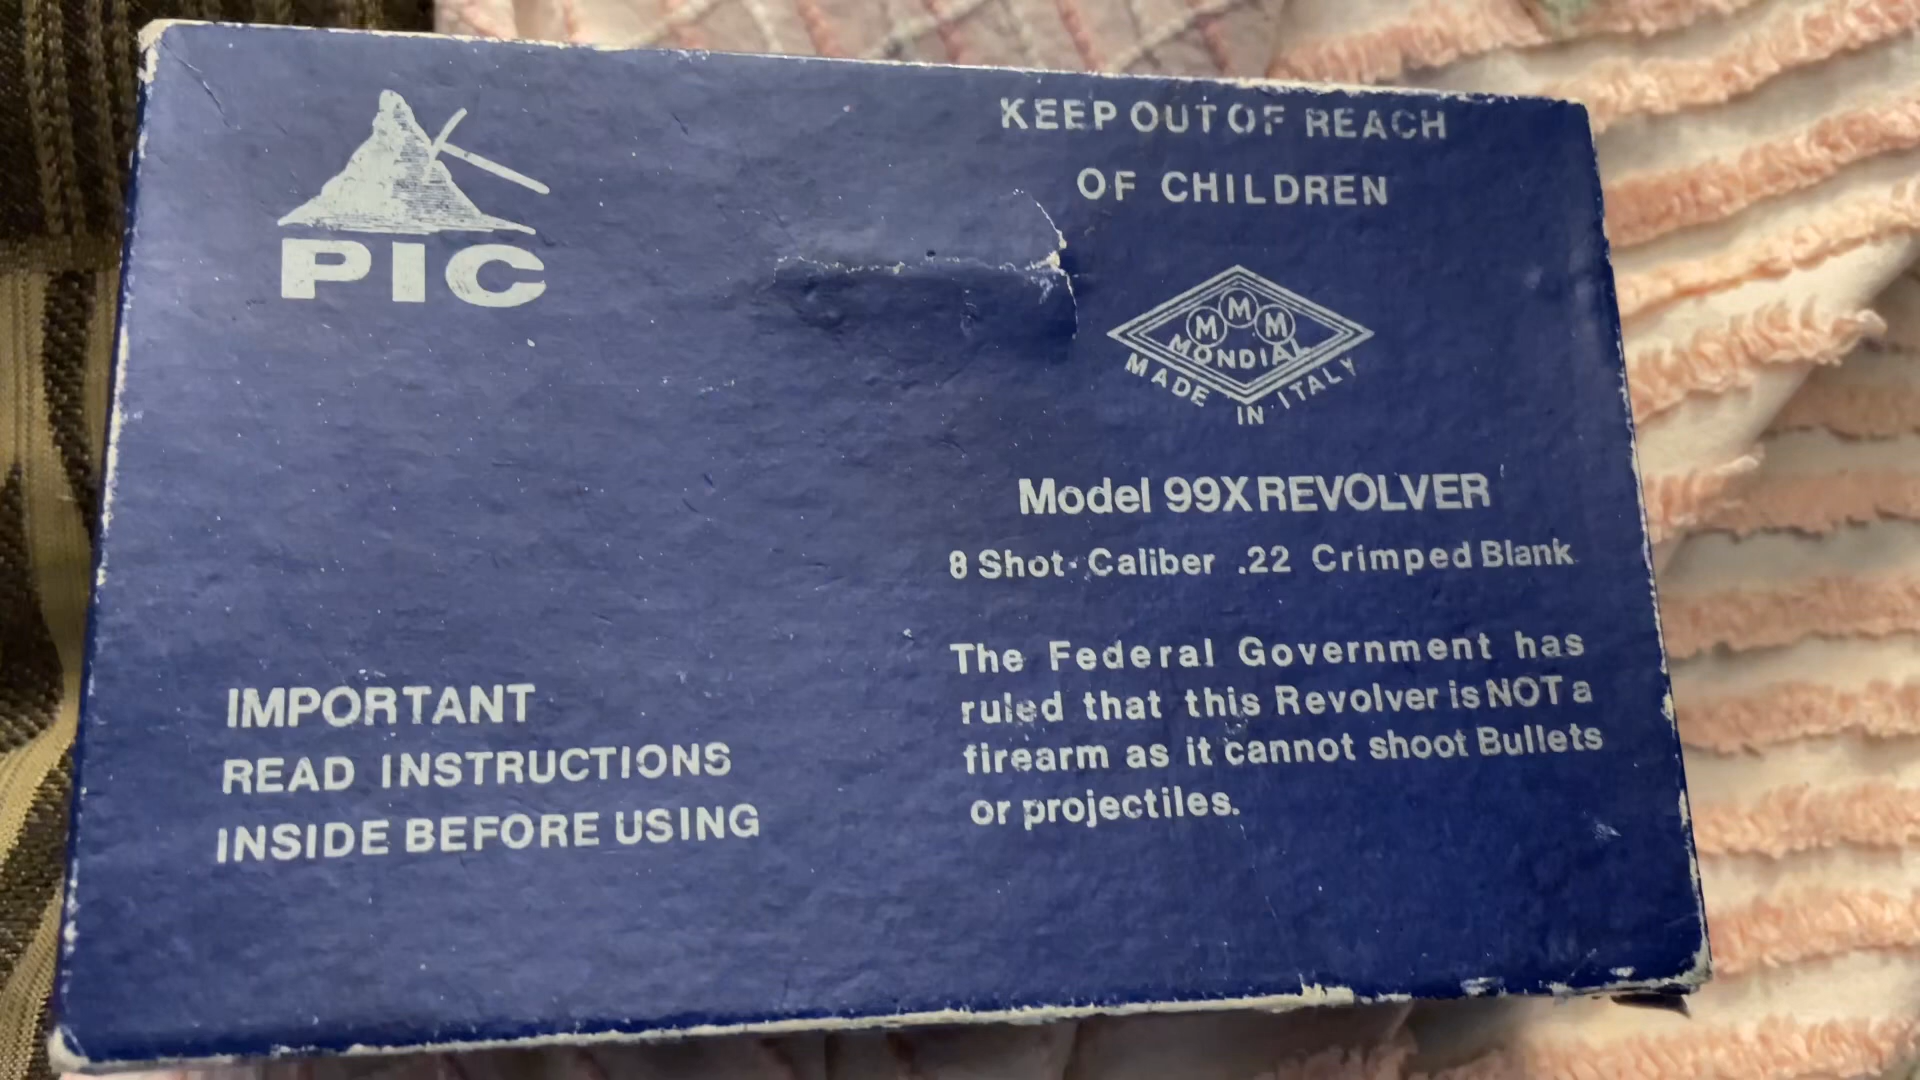 PIC
KEEP OUT OF REACH
OF CHILDREN
M M M
MONDIAL
MADE IN ITALY
Model 99X REVOLVER
8 Shot- Caliber .22 Crimped Blank
The Federal Government has
ruled that this Revolver is NOT a
firearm as it cannot shoot Bullets
or projectiles.
IMPORTANT
READ INSTRUCTIONS
INSIDE BEFORE USING